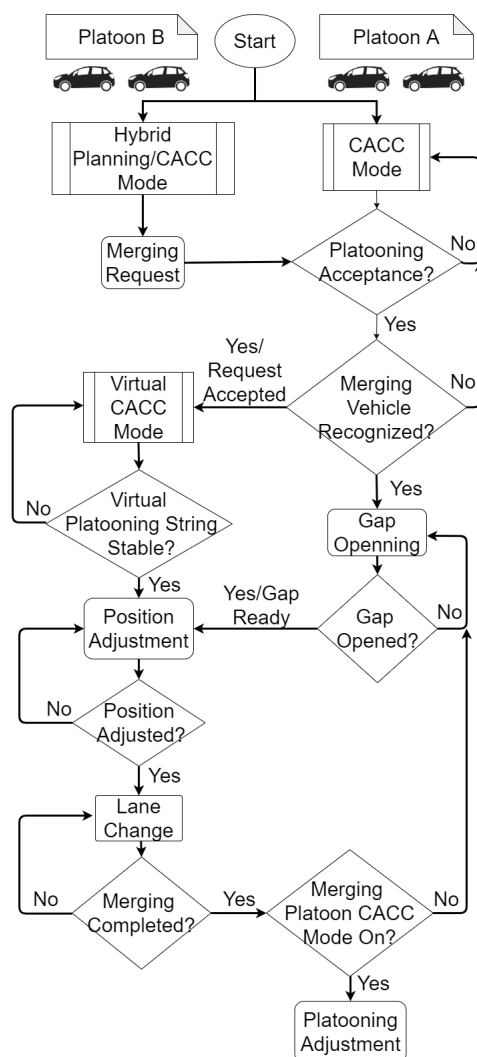 Platoon B
Start
Platoon A
Hybrid
Planning/CACC
Mode
CACC
Mode
Merging
Request
Platooning
Acceptance?
No
Yes
Yes/
Request
Accepted
Virtual
CACC
Mode
Merging
Vehicle
Recognized?
No
Yes
No
Virtual
Platooning String
Stable?
Gap
Openning
Yes
Yes/Gap
Ready
Position
Adjustment
Gap
Opened?
No
No
Position
Adjusted?
Yes
Lane
Change
No
Merging
Completed?
Yes
Merging
Platoon CACC
Mode On?
No
Yes
Platooning
Adjustment